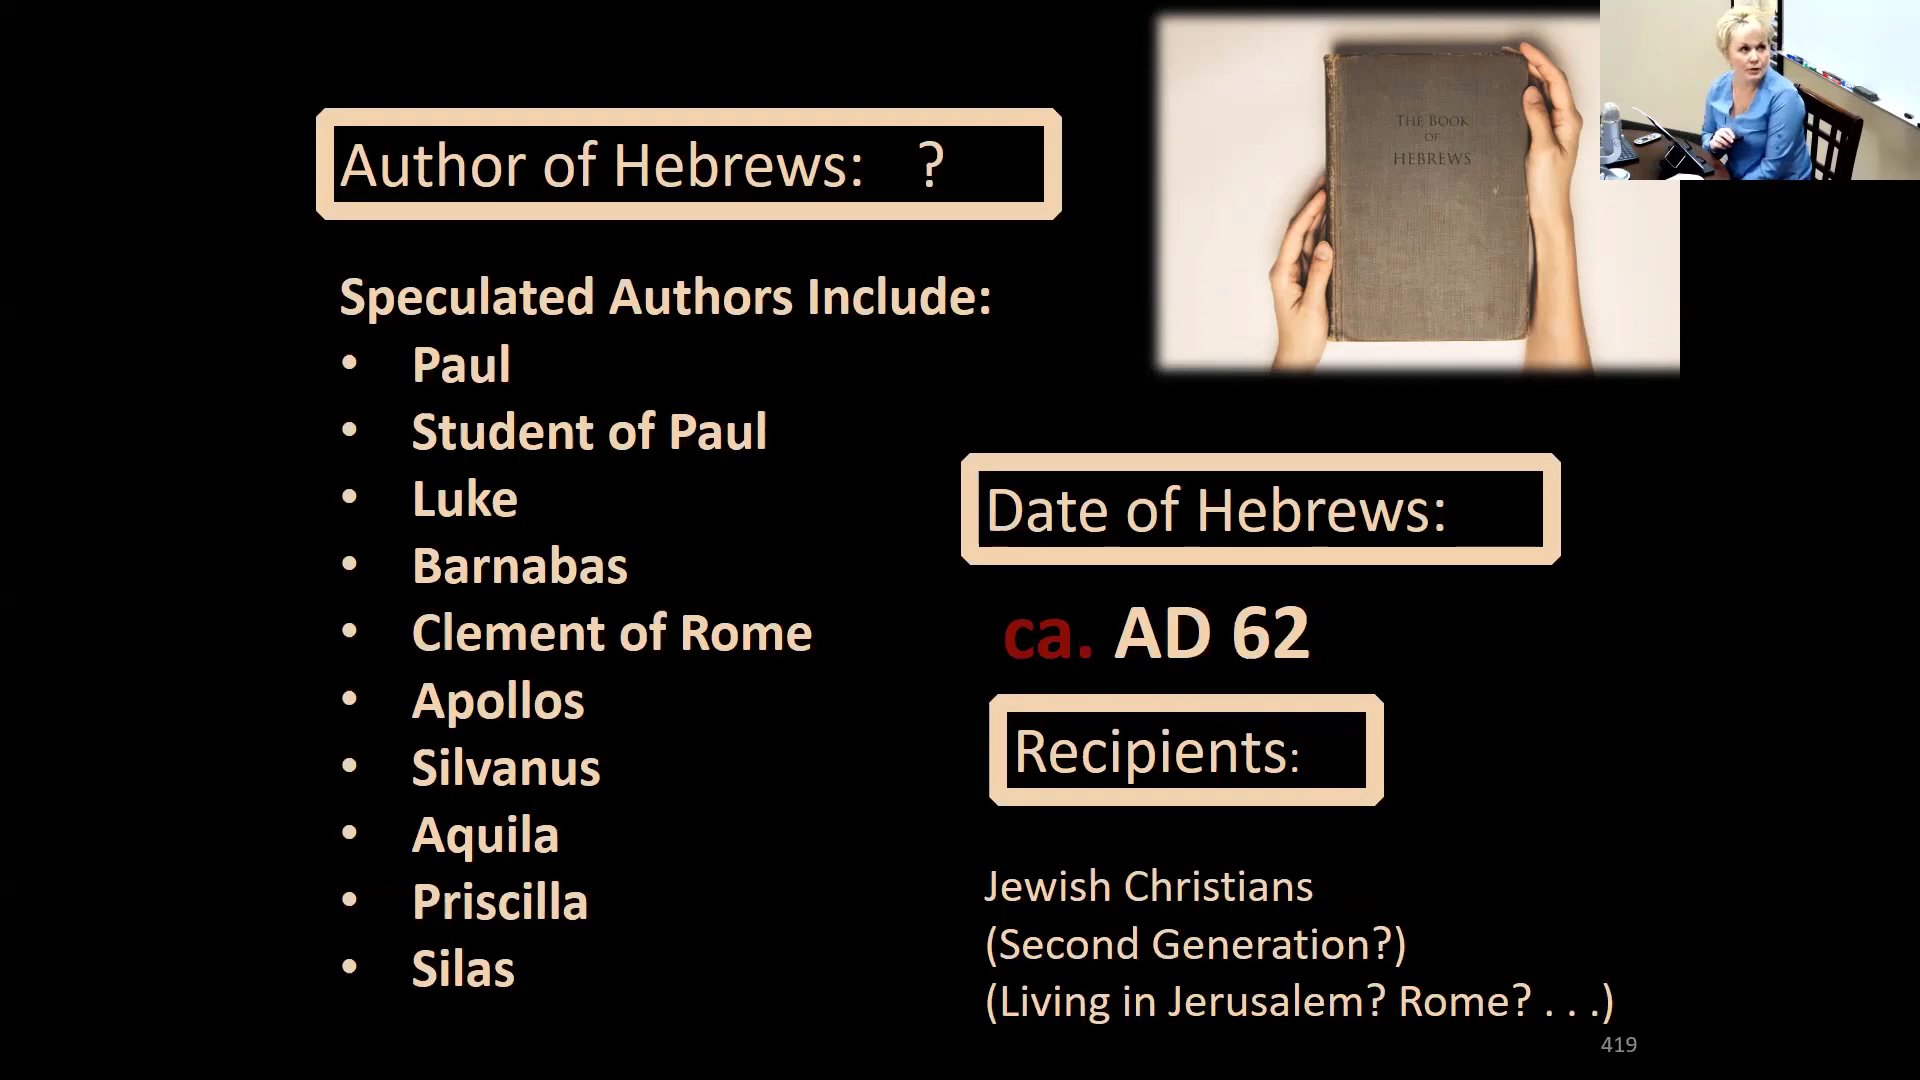 Author of Hebrews: ?
Speculated Authors Include:
• Paul
• Student of Paul
• Luke
• Barnabas
• Clement of Rome
• Apollos
• Silvanus
• Aquila
• Priscilla
• Silas
THE BOOK
OF
HEBREWS
Date of Hebrews:
ca. AD 62
Recipients:
Jewish Christians
(Second Generation?)
(Living in Jerusalem? Rome? . . .)
419